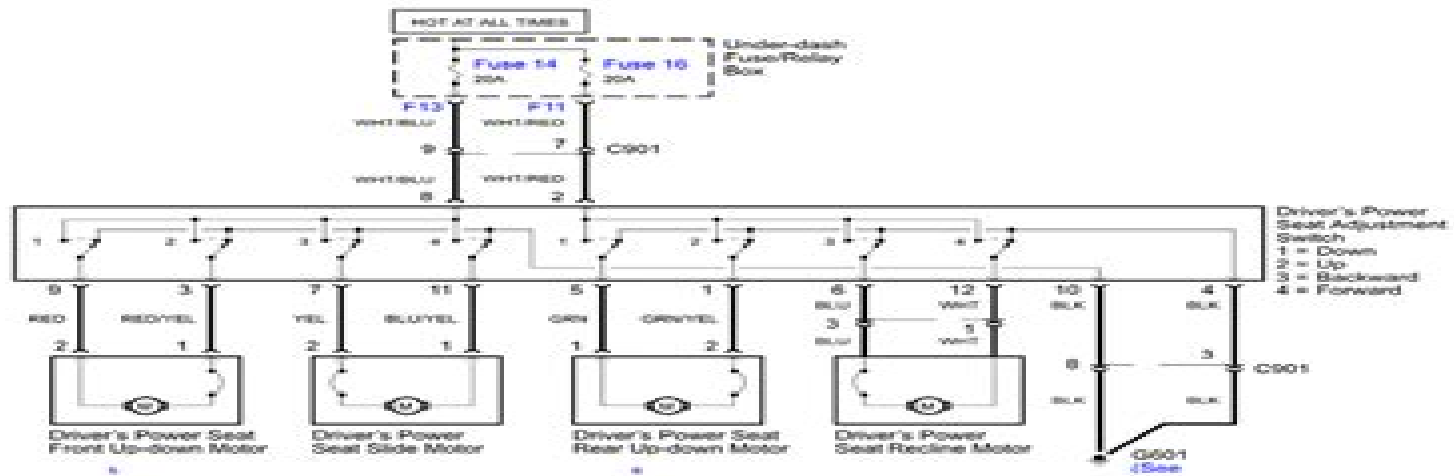 HOT AT ALL TIMES
Under-dash
Fuse/Relay
Box
Fuse 14
20A
Fuse 16
20A
F13
F11
WHT/BLU
WHT/RED
9
7
C901
WHT/BLU
WHT/RED
8
2
Driver's Power
Seat Adjustment
Switch
1 = Down
2 = Up
3 = Backward
4 = Forward
1
2
3
4
1
2
3
4
9
3
7
11
5
1
6
12
10
4
RED
RED/YEL
YEL
BLU/YEL
GRN
GRN/YEL
BLU
WHT
BLK
BLK
3
1
BLU
WHT
2
1
2
1
1
2
8
3
C901
BLK
BLK
M
M
M
M
Driver's Power Seat
Front Up-down Motor
Driver's Power
Seat Slide Motor
Driver's Power Seat
Rear Up-down Motor
Driver's Power
Seat Recline Motor
G601
(See